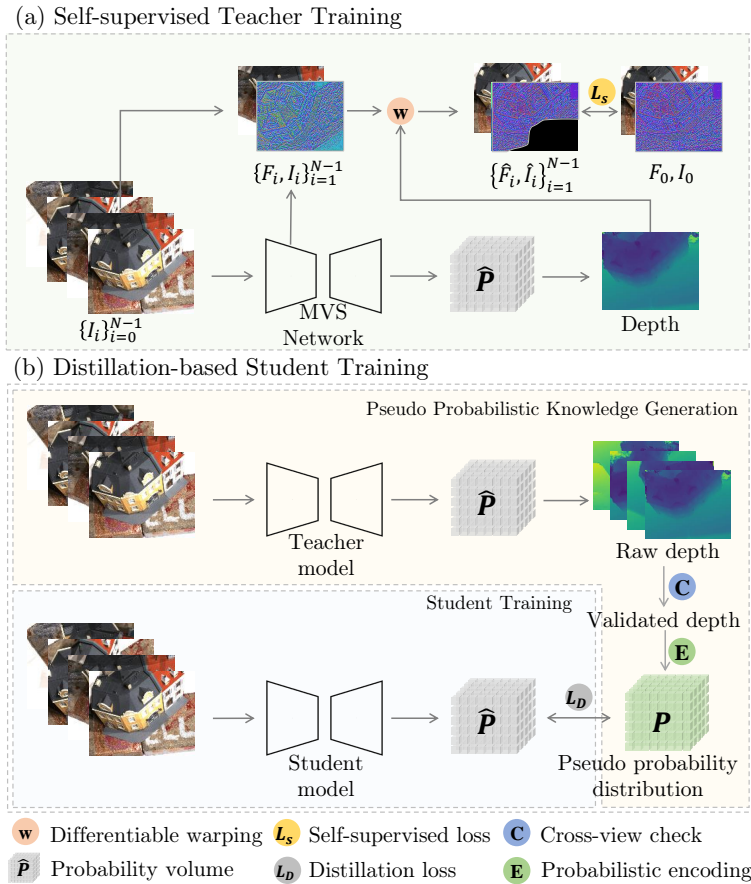 (a) Self-supervised Teacher Training
w
L_S
{F_i, I_i}_{i=1}^{N-1}
{F̂_i, Î_i}_{i=1}^{N-1}
F_0, I_0
P̂
{I_i}_{i=0}^{N-1}
MVS
Network
Depth
(b) Distillation-based Student Training
Pseudo Probabilistic Knowledge Generation
P̂
Teacher
model
Raw depth
C
Student Training
Validated depth
E
P̂
L_D
P
Student
model
Pseudo probability
distribution
w Differentiable warping
L_S Self-supervised loss
C Cross-view check
P̂ Probability volume
L_D Distillation loss
E Probabilistic encoding